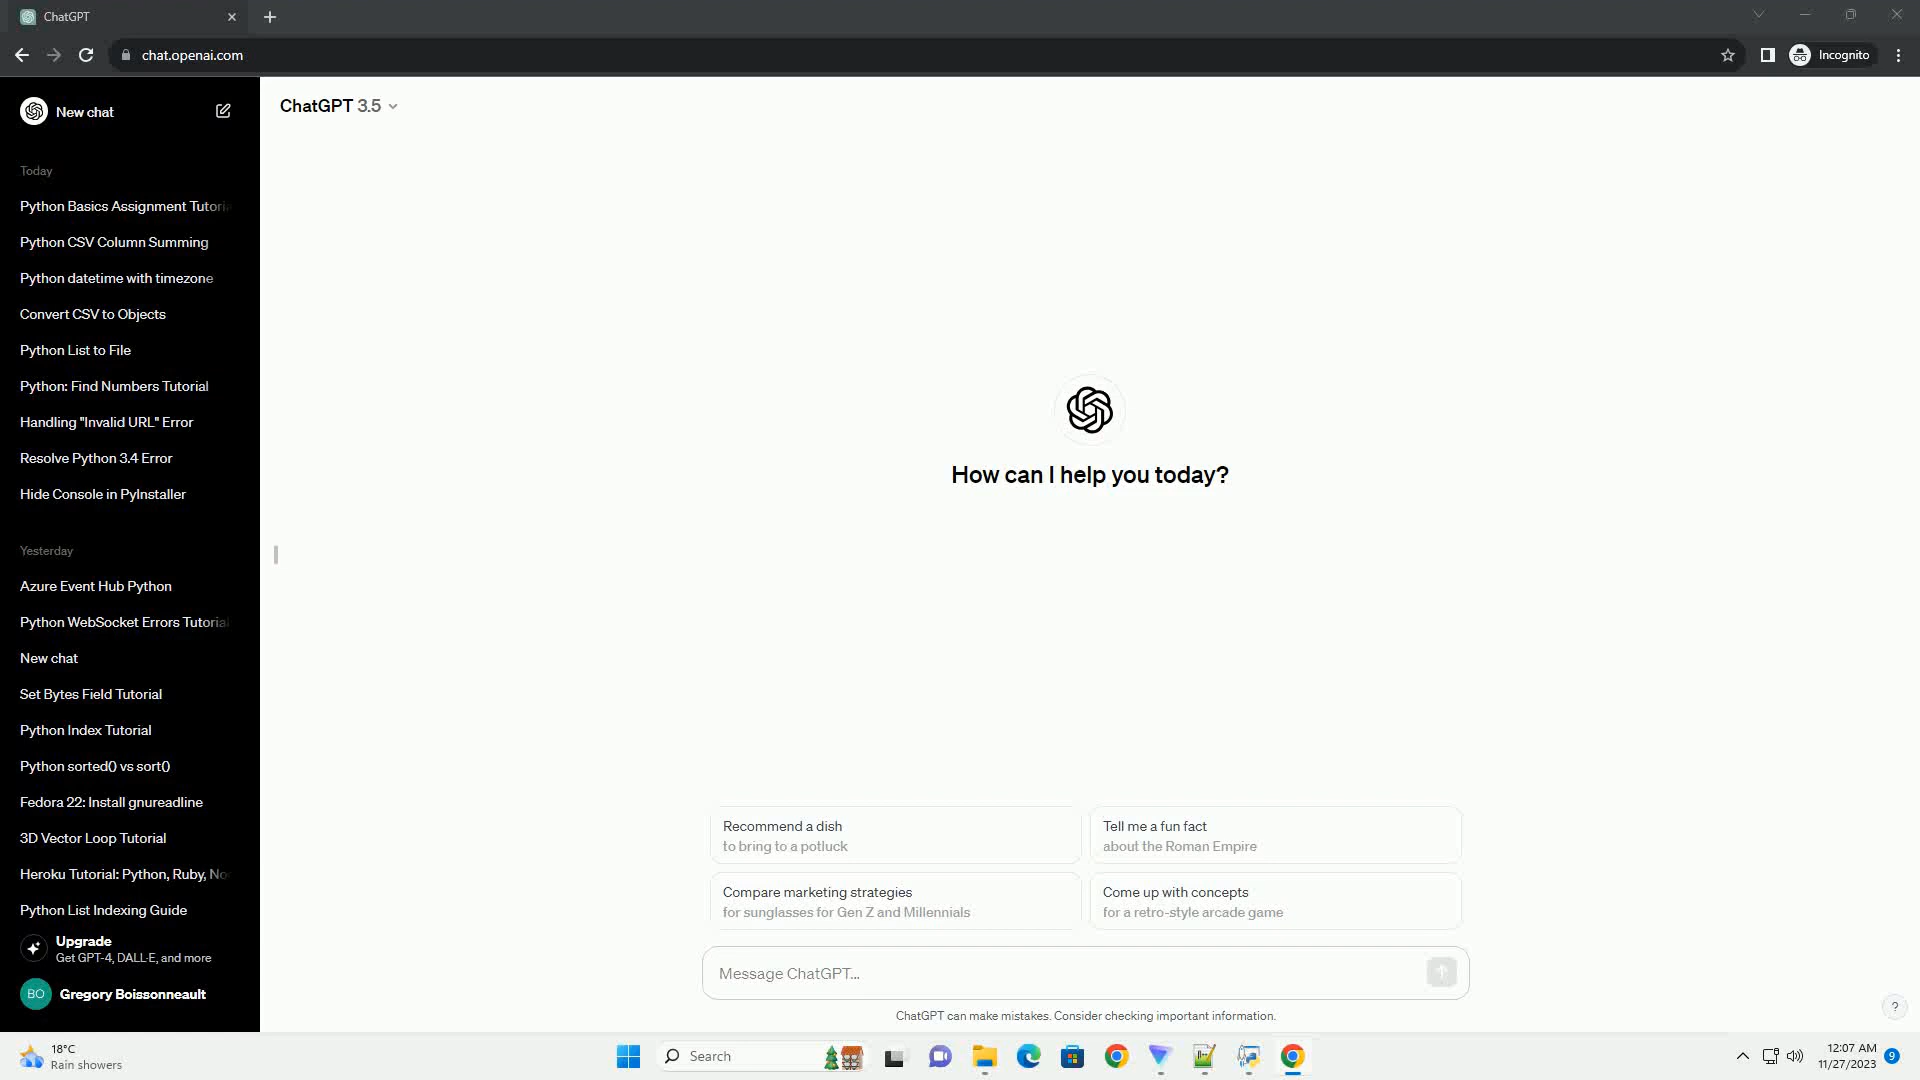 ChatGPT
chat.openai.com
Incognito
New chat
ChatGPT 3.5
Today
Python Basics Assignment Tutoria
Python CSV Column Summing
Python datetime with timezone
Convert CSV to Objects
Python List to File
Python: Find Numbers Tutorial
Handling "Invalid URL" Error
Resolve Python 3.4 Error
Hide Console in PyInstaller
Yesterday
Azure Event Hub Python
Python WebSocket Errors Tutorial
New chat
Set Bytes Field Tutorial
Python Index Tutorial
Python sorted() vs sort()
Fedora 22: Install gnureadline
3D Vector Loop Tutorial
Heroku Tutorial: Python, Ruby, No
Python List Indexing Guide
Upgrade
Get GPT-4, DALL·E, and more
BO
Gregory Boissonneault
How can I help you today?
Recommend a dish
to bring to a potluck
Tell me a fun fact
about the Roman Empire
Compare marketing strategies
for sunglasses for Gen Z and Millennials
Come up with concepts
for a retro-style arcade game
Message ChatGPT...
ChatGPT can make mistakes. Consider checking important information.
?
18°C
Rain showers
Search
12:07 AM
11/27/2023
9